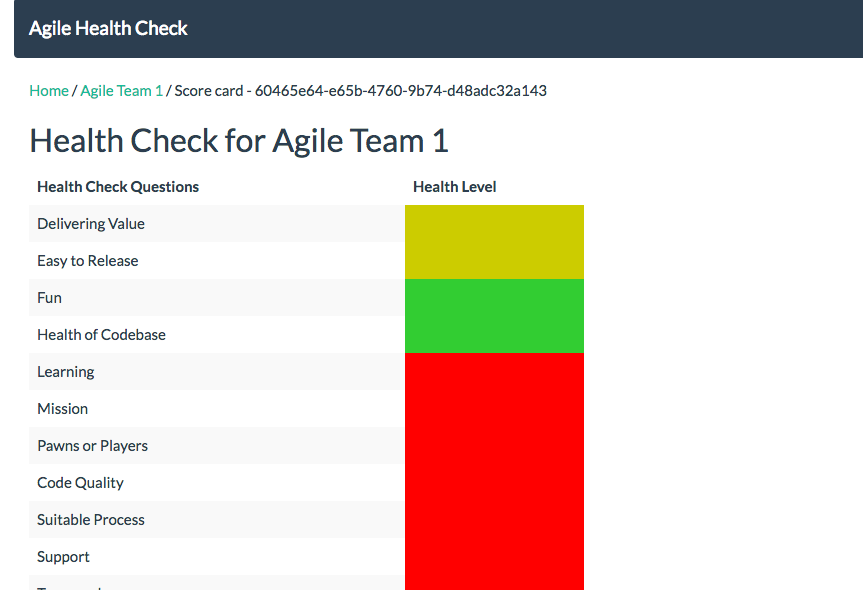 Agile Health Check
Home / Agile Team 1 / Score card - 60465e64-e65b-4760-9b74-d48adc32a143
Health Check for Agile Team 1
Health Check Questions Health Level
Delivering Value
Easy to Release
Fun
Health of Codebase
Learning
Mission
Pawns or Players
Code Quality
Suitable Process
Support